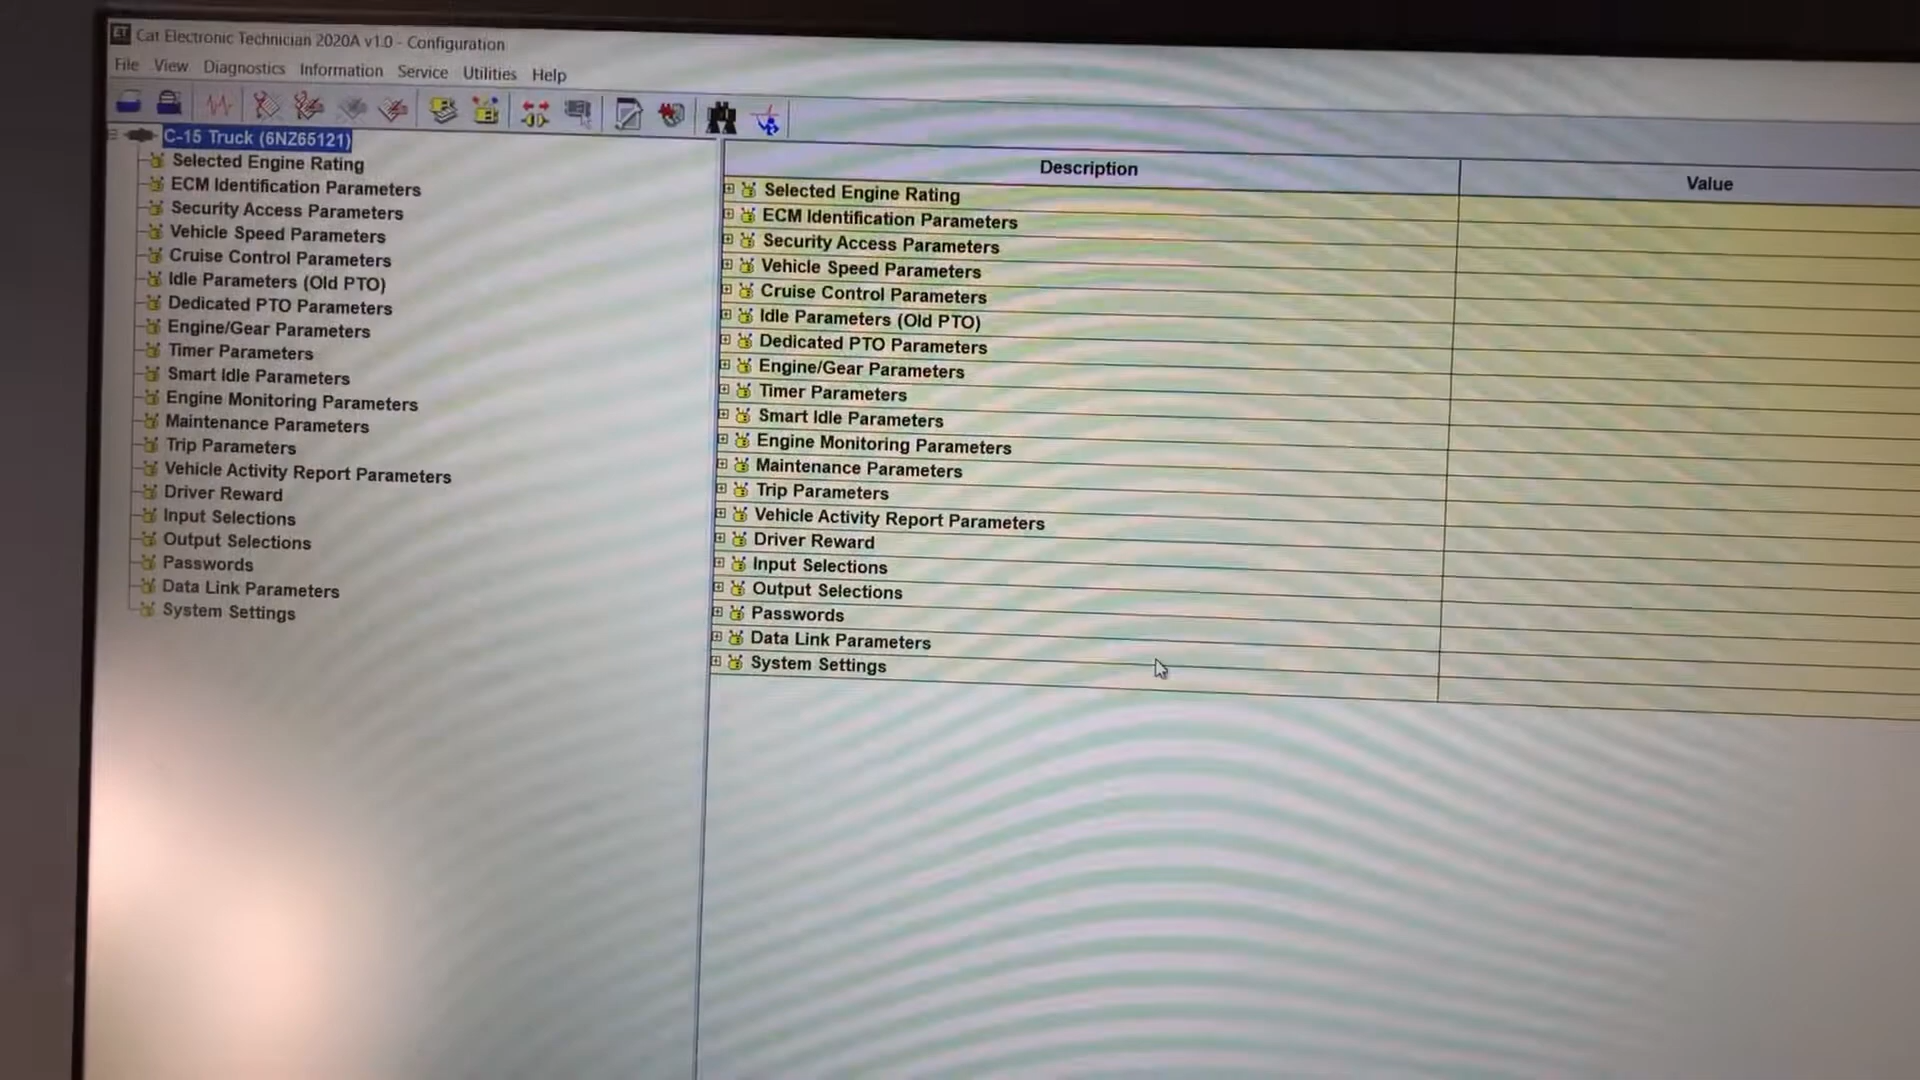 Cat Electronic Technician 2020A v1.0 - Configuration
File View Diagnostics Information Service Utilities Help
C-15 Truck (6NZ65121)
Selected Engine Rating
ECM Identification Parameters
Security Access Parameters
Vehicle Speed Parameters
Cruise Control Parameters
Idle Parameters (Old PTO)
Dedicated PTO Parameters
Engine/Gear Parameters
Timer Parameters
Smart Idle Parameters
Engine Monitoring Parameters
Maintenance Parameters
Trip Parameters
Vehicle Activity Report Parameters
Driver Reward
Input Selections
Output Selections
Passwords
Data Link Parameters
System Settings
Description Value
Selected Engine Rating
ECM Identification Parameters
Security Access Parameters
Vehicle Speed Parameters
Cruise Control Parameters
Idle Parameters (Old PTO)
Dedicated PTO Parameters
Engine/Gear Parameters
Timer Parameters
Smart Idle Parameters
Engine Monitoring Parameters
Maintenance Parameters
Trip Parameters
Vehicle Activity Report Parameters
Driver Reward
Input Selections
Output Selections
Passwords
Data Link Parameters
System Settings